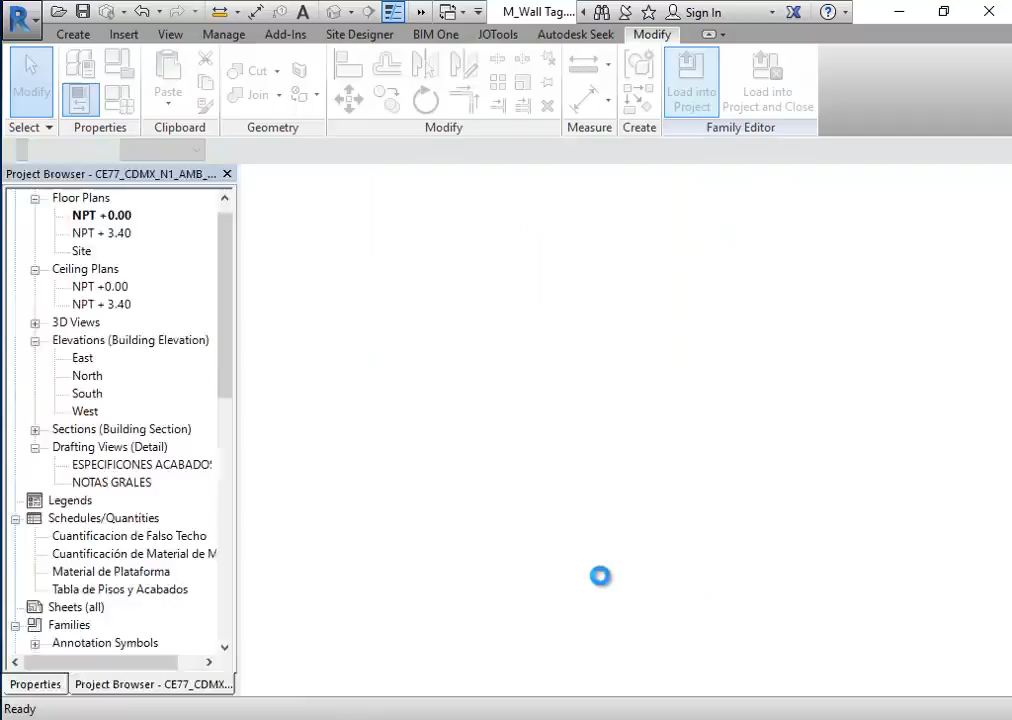 M_Wall Tag....
Sign In
Create Insert View Manage Add-Ins Site Designer BIM One JOTools Autodesk Seek Modify
Modify
Paste
Cut
Join
Load into Project
Load into Project and Close
Select Properties Clipboard Geometry Modify Measure Create Family Editor
Project Browser - CE77_CDMX_N1_AMB_...
Floor Plans
NPT +0.00
NPT + 3.40
Site
Ceiling Plans
NPT +0.00
NPT + 3.40
3D Views
Elevations (Building Elevation)
East
North
South
West
Sections (Building Section)
Drafting Views (Detail)
ESPECIFICONES ACABADOS
NOTAS GRALES
Legends
Schedules/Quantities
Cuantificacion de Falso Techo
Cuantificación de Material de M
Material de Plataforma
Tabla de Pisos y Acabados
Sheets (all)
Families
Annotation Symbols
Properties Project Browser - CE77_CDMX...
Ready